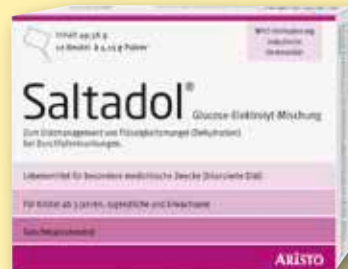 Inhalt 49,56 g
12 Beutel à 4,13 g Pulver
Saltadol®
Glucose-Elektrolyt-Mischung
Zum Diätmanagement von Flüssigkeitsmangel (Dehydration)
bei Durchfallerkrankungen.
Lebensmittel für besondere medizinische Zwecke (bilanzierte Diät)
Für Kinder ab 3 Jahren, Jugendliche und Erwachsene
ARISTO